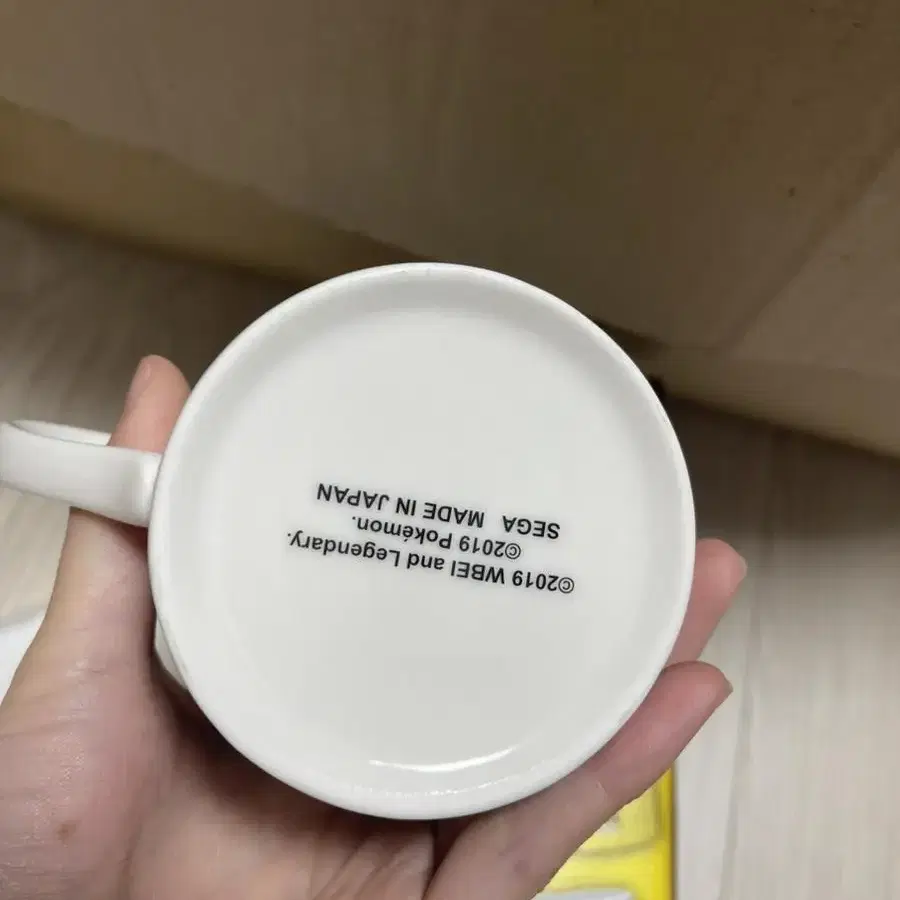 ©2019 WBEI and Legendary.
©2019 Pokémon.
SEGA MADE IN JAPAN